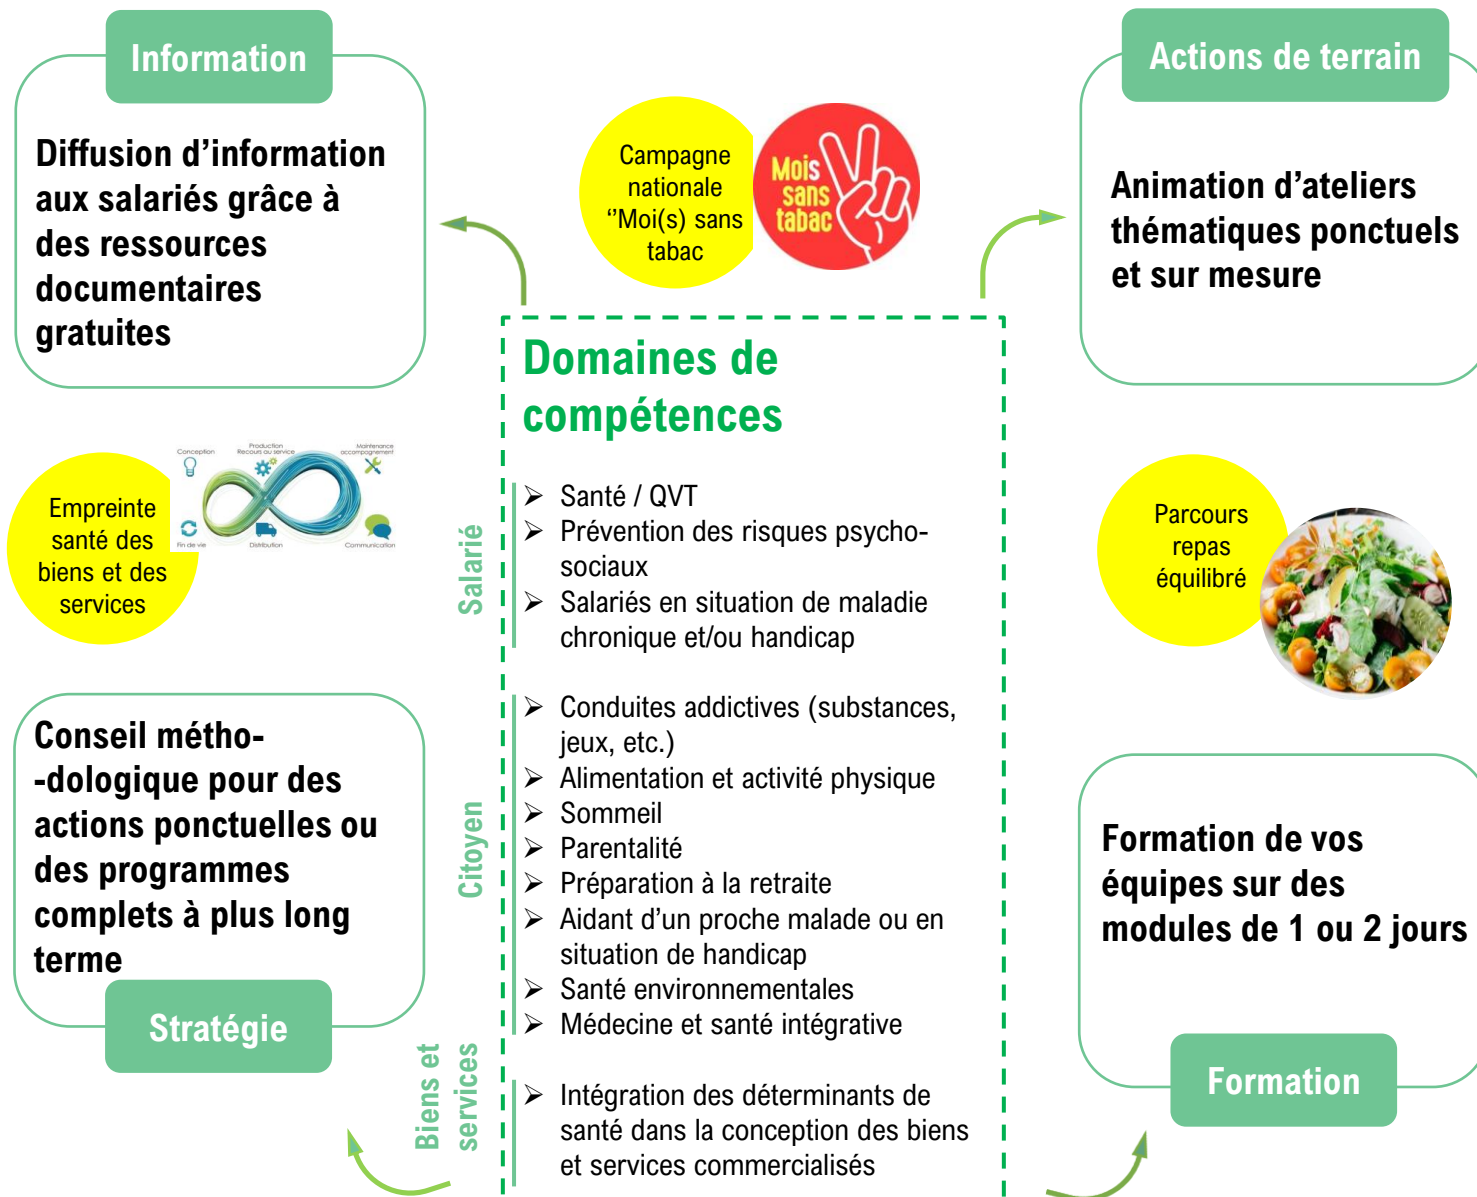 Information
Diffusion d’information
aux salariés grâce à
des ressources
documentaires
gratuites
Campagne
nationale
‘’Moi(s) sans
tabac
Mois
sans
tabac
Actions de terrain
Animation d’ateliers
thématiques ponctuels
et sur mesure
Empreinte
santé des
biens et des
services
Conception
Production
Recours au service
Maintenance
accompagnement
Fin de vie
Distribution
Communication
Domaines de
compétences
Salarié
➢ Santé / QVT
➢ Prévention des risques psycho-
sociaux
➢ Salariés en situation de maladie
chronique et/ou handicap
Citoyen
➢ Conduites addictives (substances,
jeux, etc.)
➢ Alimentation et activité physique
➢ Sommeil
➢ Parentalité
➢ Préparation à la retraite
➢ Aidant d’un proche malade ou en
situation de handicap
➢ Santé environnementales
➢ Médecine et santé intégrative
Biens et
services
➢ Intégration des déterminants de
santé dans la conception des biens
et services commercialisés
Parcours
repas
équilibré
Conseil métho-
-dologique pour des
actions ponctuelles ou
des programmes
complets à plus long
terme
Stratégie
Formation de vos
équipes sur des
modules de 1 ou 2 jours
Formation